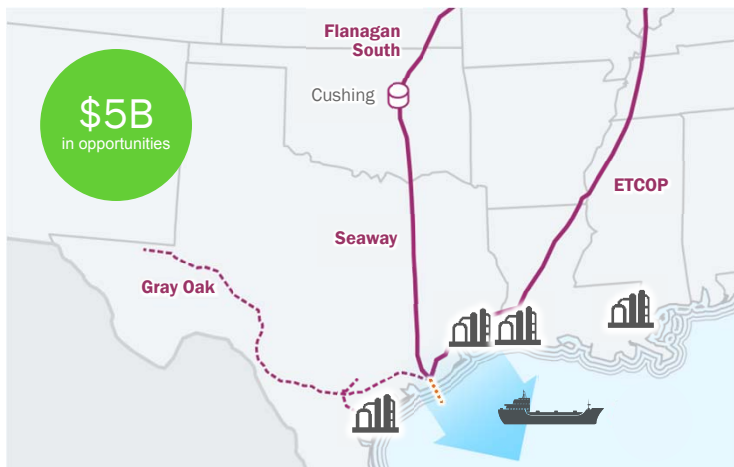 Flanagan
South
$5B
in opportunities
Cushing
ETCOP
Seaway
Gray Oak